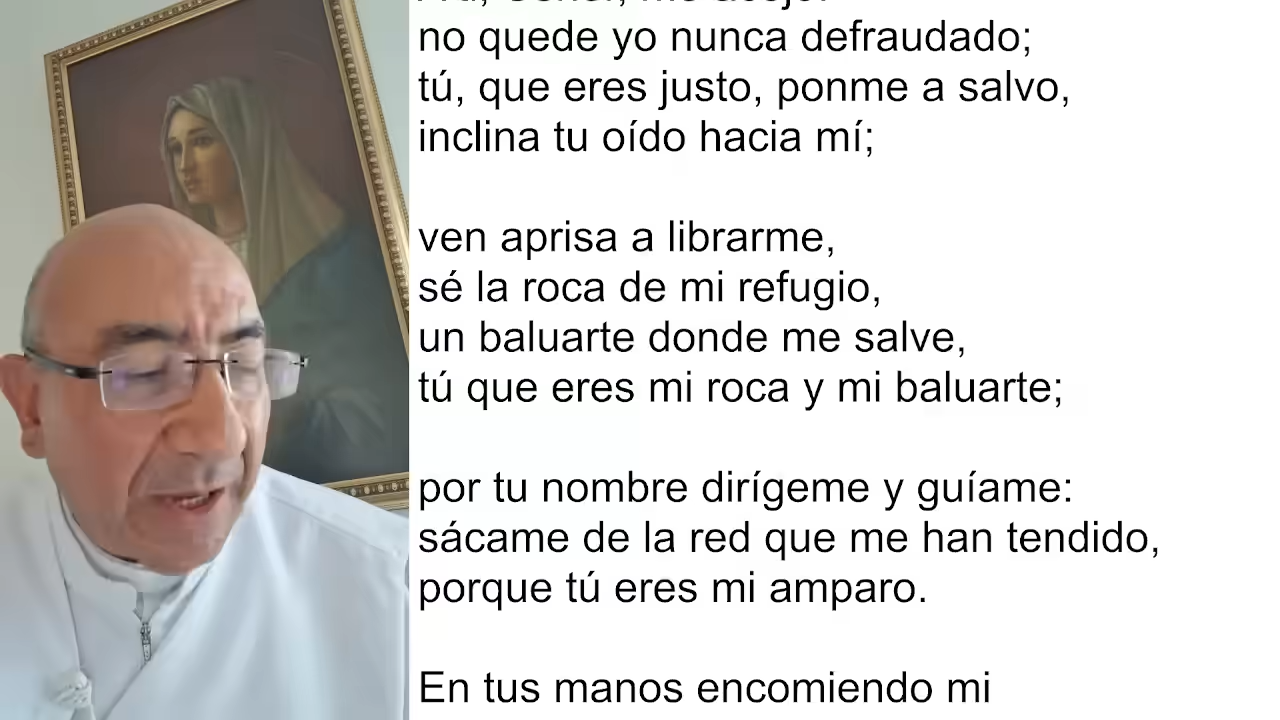 no quede yo nunca defraudado;
tú, que eres justo, ponme a salvo,
inclina tu oído hacia mí;
ven aprisa a librarme,
sé la roca de mi refugio,
un baluarte donde me salve,
tú que eres mi roca y mi baluarte;
por tu nombre dirígeme y guíame:
sácame de la red que me han tendido,
porque tú eres mi amparo.
En tus manos encomiendo mi